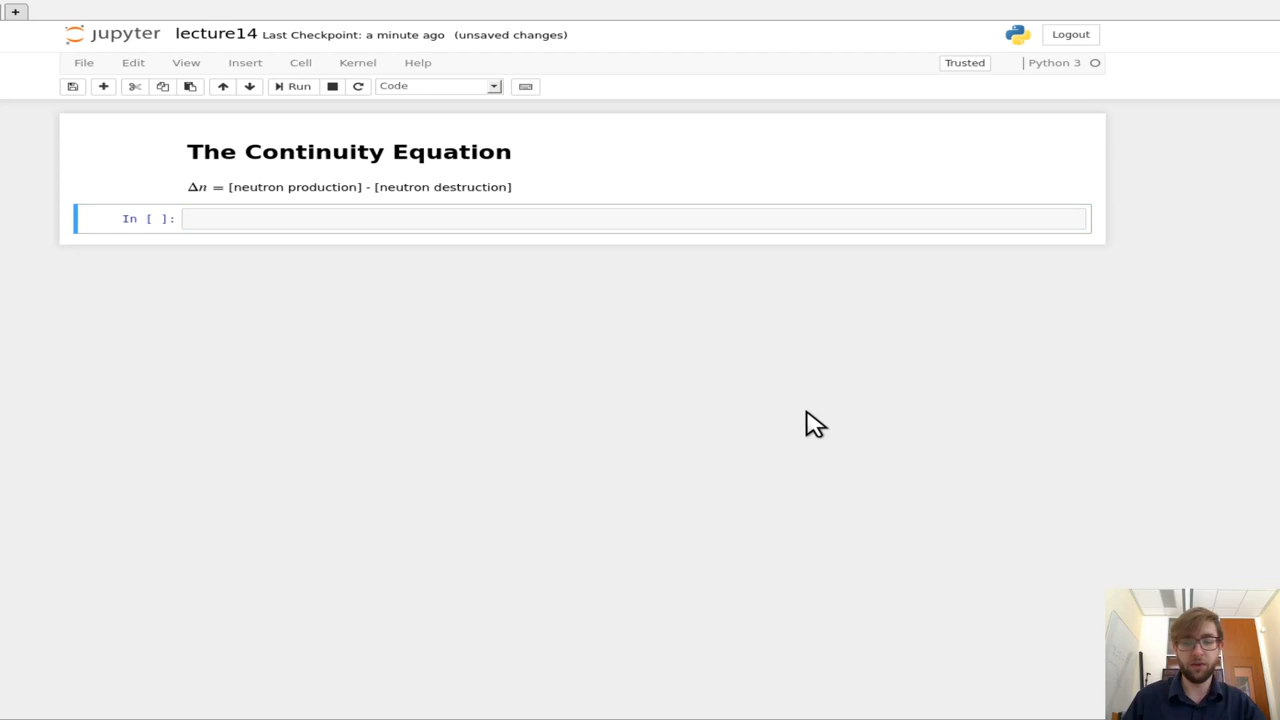 +
jupyter lecture14 Last Checkpoint: a minute ago (unsaved changes) Logout
File Edit View Insert Cell Kernel Help Trusted Python 3
Run Code
The Continuity Equation
Δn = [neutron production] - [neutron destruction]
In [ ]: